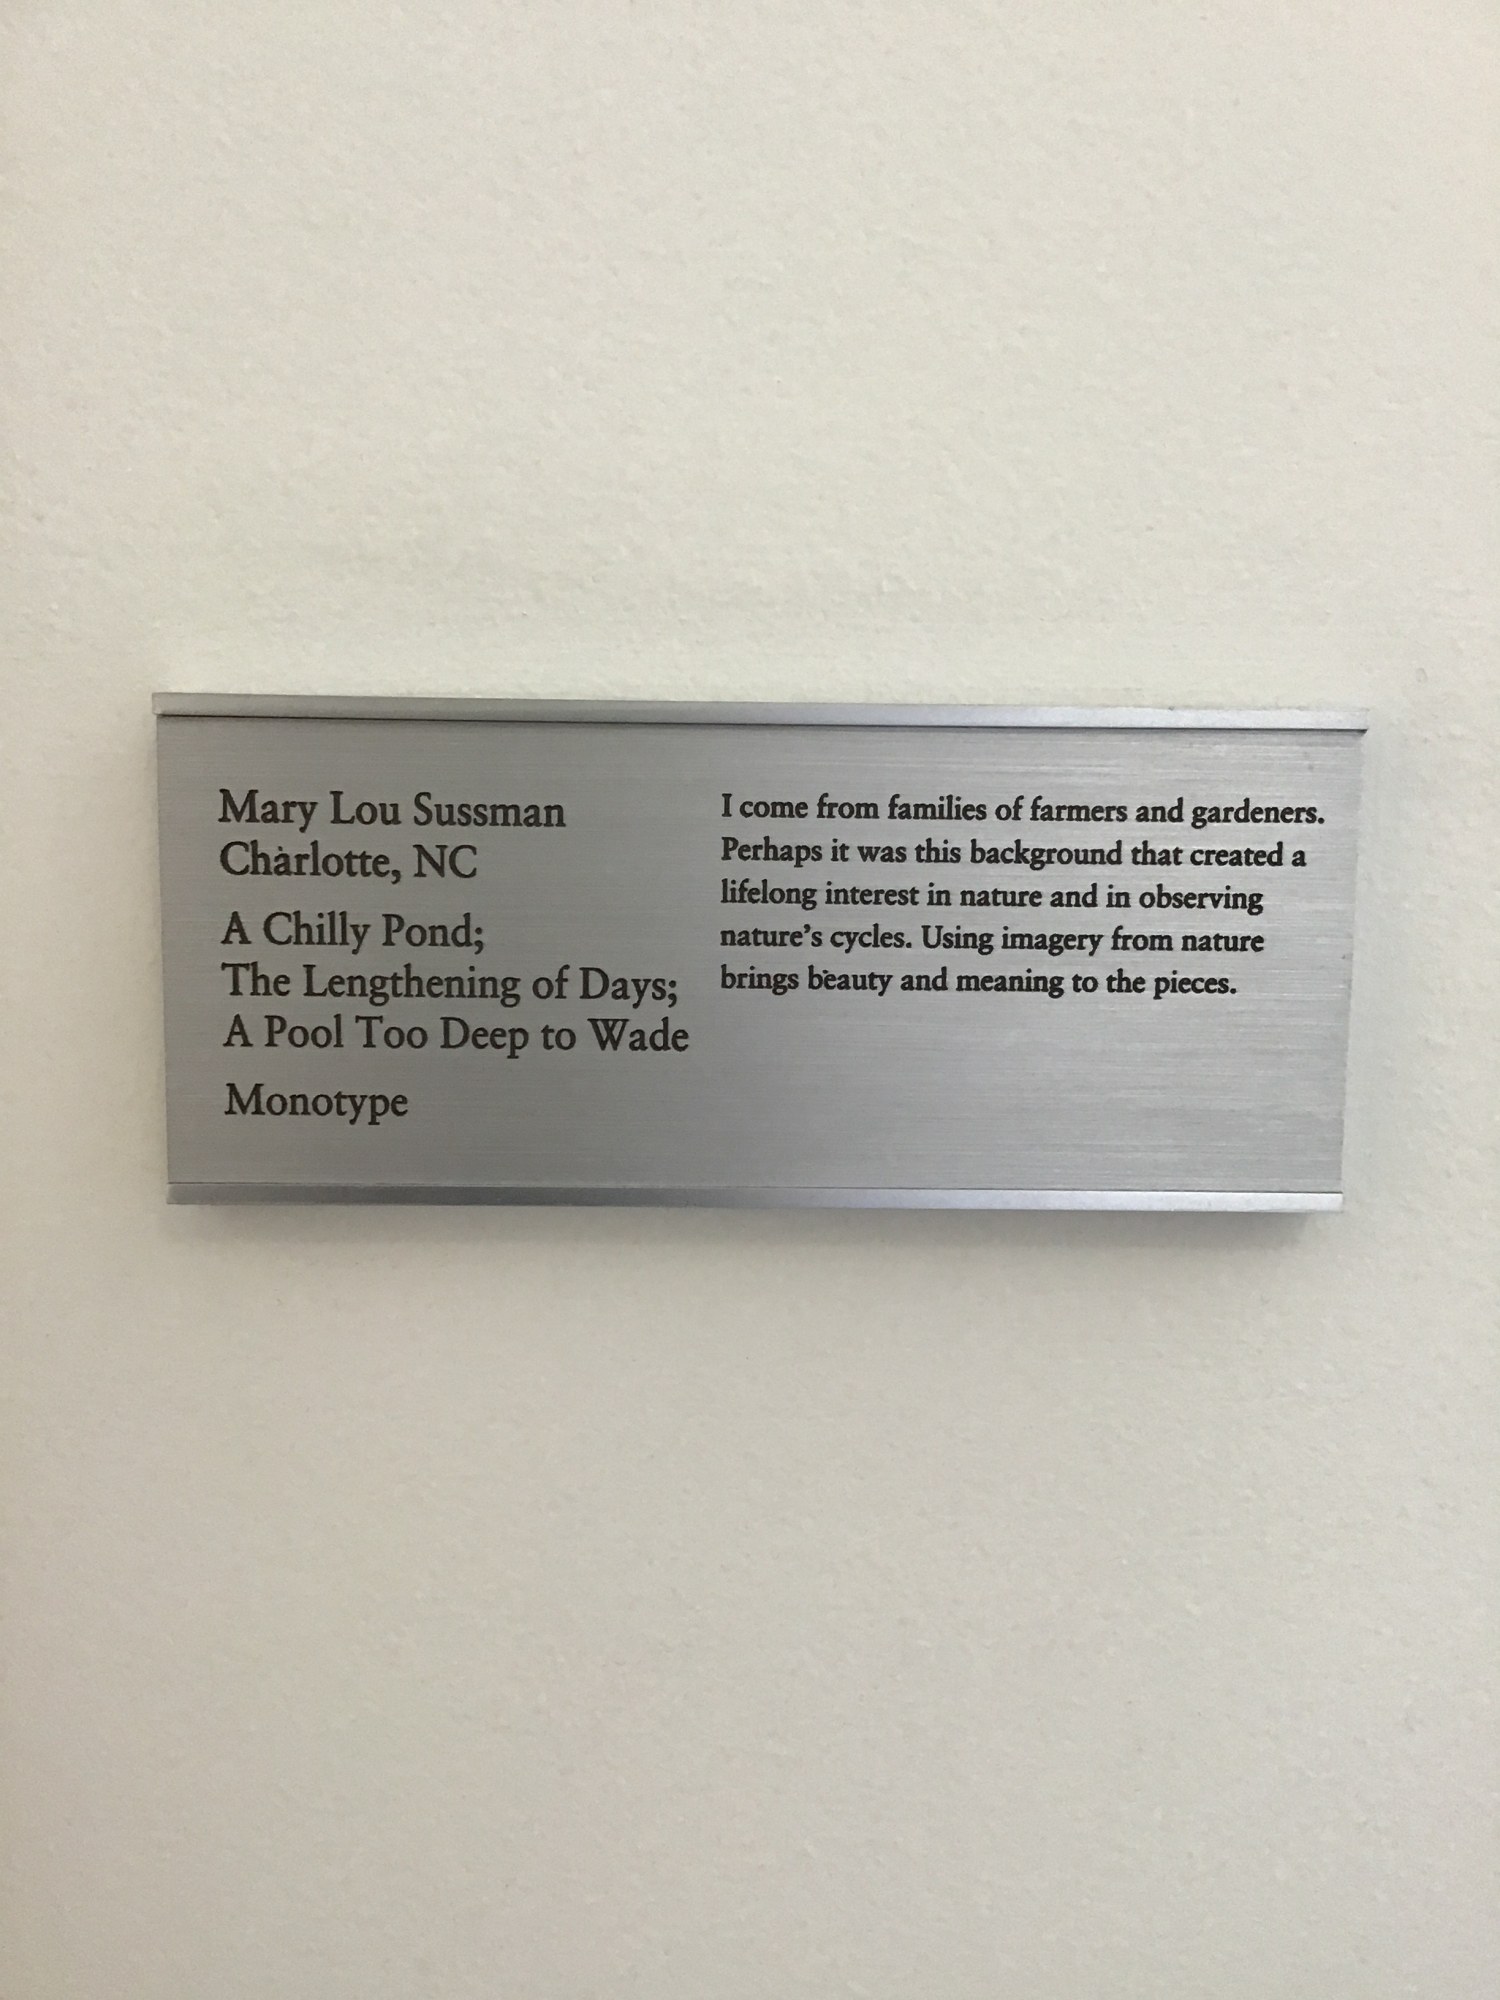 Mary Lou Sussman
Charlotte, NC
A Chilly Pond;
The Lengthening of Days;
A Pool Too Deep to Wade
Monotype
I come from families of farmers and gardeners.
Perhaps it was this background that created a
lifelong interest in nature and in observing
nature's cycles. Using imagery from nature
brings beauty and meaning to the pieces.